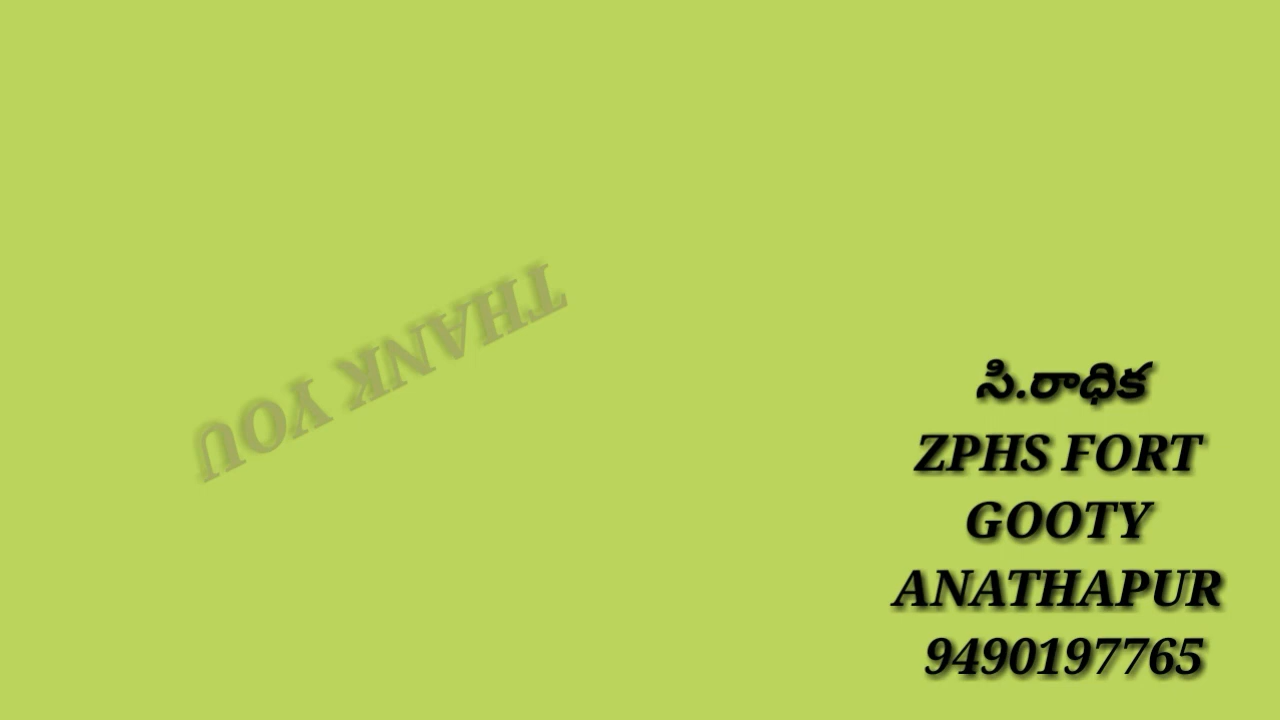 THANK YOU
సి.రాధిక
ZPHS FORT
GOOTY
ANATHAPUR
9490197765